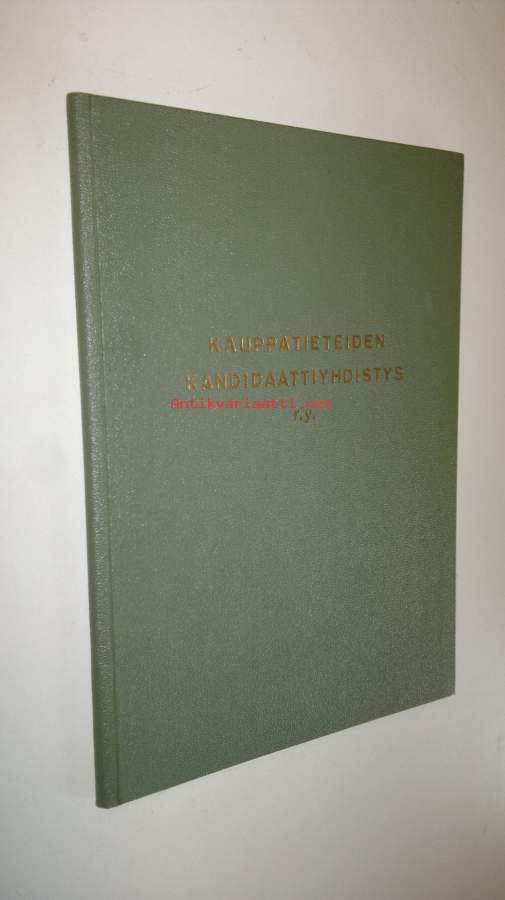 KAUPPATIETEIDEN
KANDIDAATTIYHDISTYS
Antikvariaatti.net
r.y.